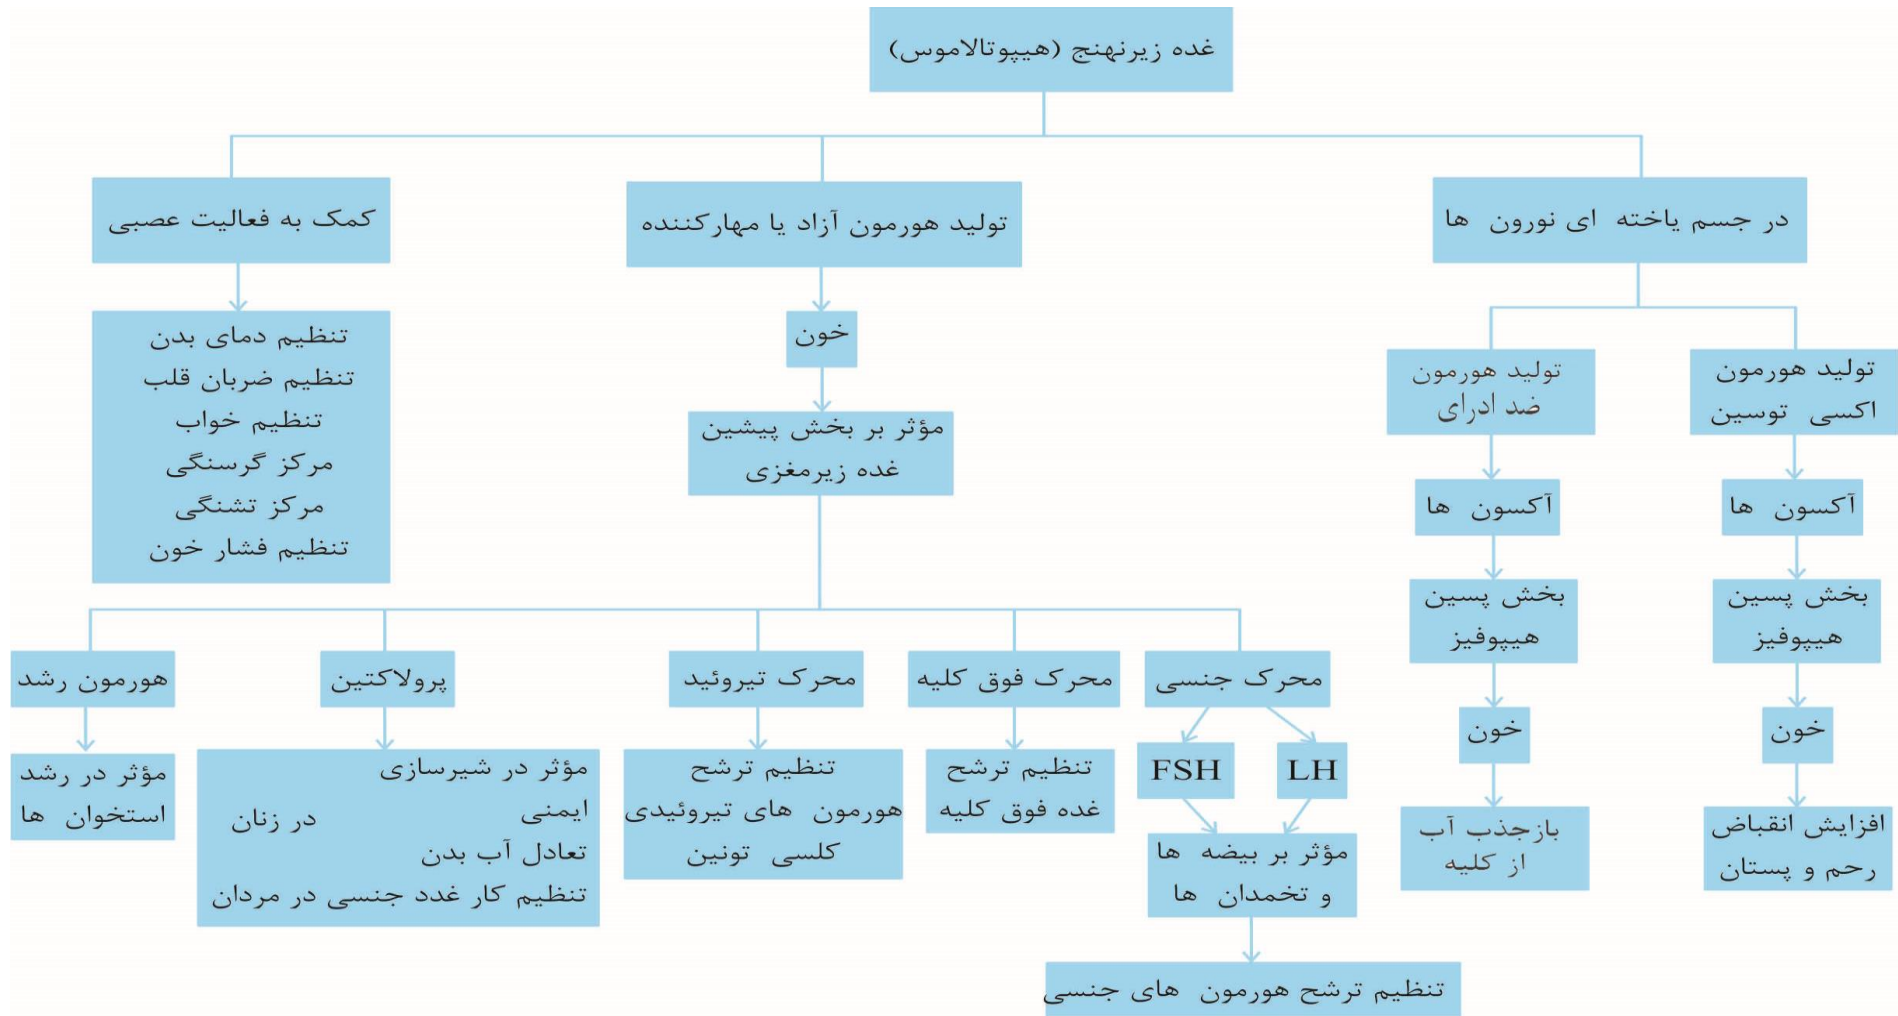 غده زیرنهنج (هیپوتالاموس)
در جسم یاخته ای نورون ها
تولید هورمون آزاد یا مهارکننده
کمک به فعالیت عصبی
تولید هورمون
اکسی توسین
آکسون ها
بخش پسین
هیپوفیز
خون
افزایش انقباض
رحم و پستان
تولید هورمون
ضد ادرای
آکسون ها
بخش پسین
هیپوفیز
خون
بازجذب آب
از کلیه
خون
مؤثر بر بخش پیشین
غده زیرمغزی
محرک جنسی
LH
FSH
مؤثر بر بیضه ها
و تخمدان ها
تنظیم ترشح هورمون های جنسی
محرک فوق کلیه
تنظیم ترشح
غده فوق کلیه
محرک تیروئید
تنظیم ترشح
هورمون های تیروئیدی
کلسی تونین
پرولاکتین
مؤثر در شیرسازی
ایمنی
در زنان
تعادل آب بدن
تنظیم کار غدد جنسی در مردان
هورمون رشد
مؤثر در رشد
استخوان ها
تنظیم دمای بدن
تنظیم ضربان قلب
تنظیم خواب
مرکز گرسنگی
مرکز تشنگی
تنظیم فشار خون